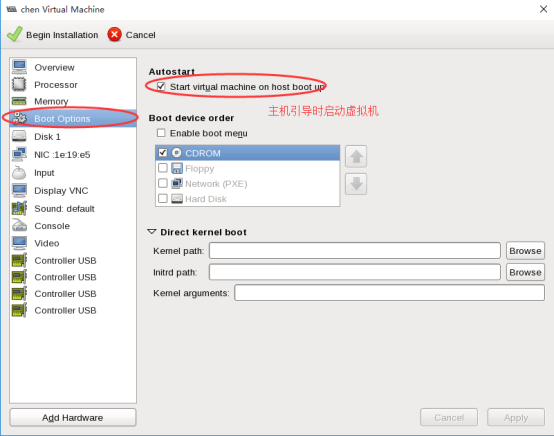 chen Virtual Machine
Begin Installation
Cancel
Overview
Processor
Memory
Boot Options
Disk 1
NIC :1e:19:e5
Input
Display VNC
Sound: default
Console
Video
Controller USB
Controller USB
Controller USB
Controller USB
Add Hardware
Autostart
Start virtual machine on host boot up
主机引导时启动虚拟机
Boot device order
Enable boot menu
CDROM
Floppy
Network (PXE)
Hard Disk
Direct kernel boot
Kernel path:
Browse
Initrd path:
Browse
Kernel arguments:
Cancel
Apply